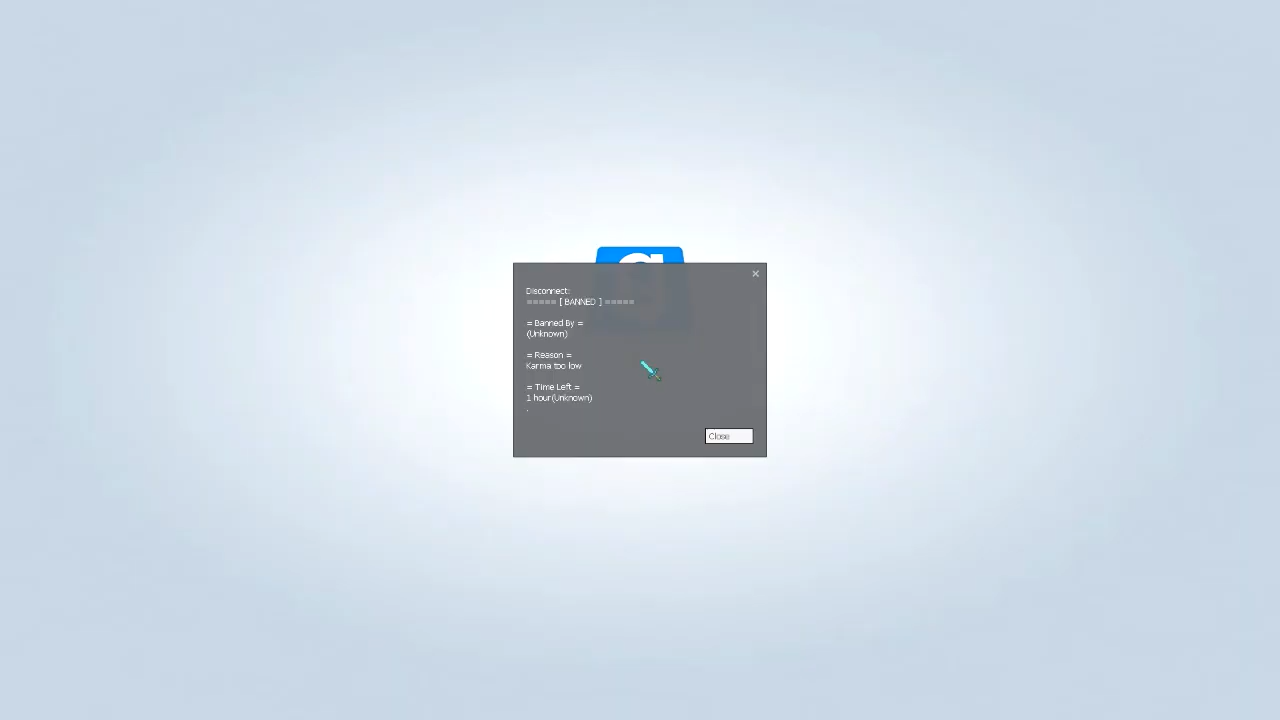 Disconnect:
===== [ BANNED ] =====
= Banned By =
(Unknown)
= Reason =
Karma too low
= Time Left =
1 hour(Unknown)
.
Close